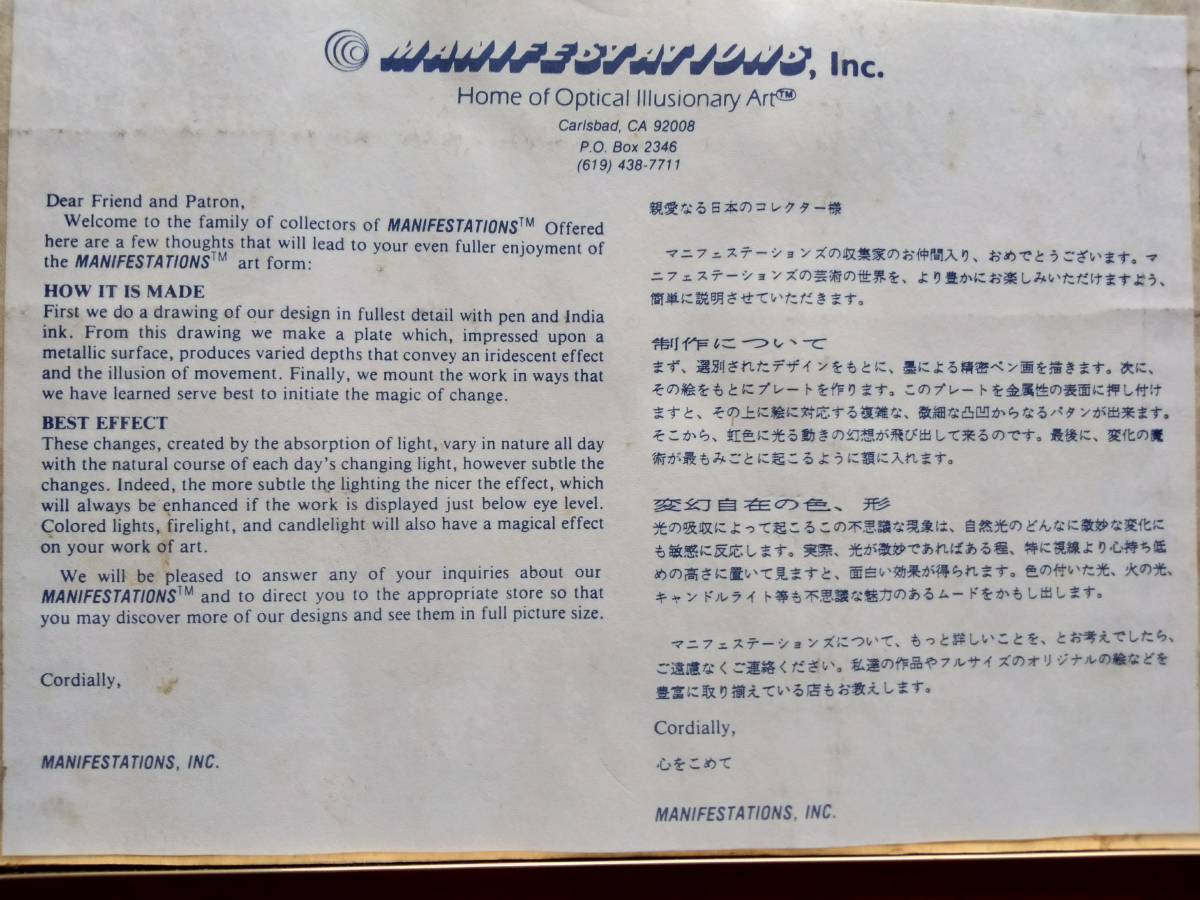 MANIFESTATIONS, Inc.
Home of Optical Illusionary Art™
Carlsbad, CA 92008
P.O. Box 2346
(619) 438-7711
Dear Friend and Patron,
Welcome to the family of collectors of MANIFESTATIONS™ Offered
here are a few thoughts that will lead to your even fuller enjoyment of
the MANIFESTATIONS™ art form:
HOW IT IS MADE
First we do a drawing of our design in fullest detail with pen and India
ink. From this drawing we make a plate which, impressed upon a
metallic surface, produces varied depths that convey an iridescent effect
and the illusion of movement. Finally, we mount the work in ways that
we have learned serve best to initiate the magic of change.
BEST EFFECT
These changes, created by the absorption of light, vary in nature all day
with the natural course of each day's changing light, however subtle the
changes. Indeed, the more subtle the lighting the nicer the effect, which
will always be enhanced if the work is displayed just below eye level.
Colored lights, firelight, and candlelight will also have a magical effect
on your work of art.
We will be pleased to answer any of your inquiries about our
MANIFESTATIONS™ and to direct you to the appropriate store so that
you may discover more of our designs and see them in full picture size.
Cordially,
MANIFESTATIONS, INC.
親愛なる日本のコレクター様
マニフェステーションズの収集家のお仲間入り、おめでとうございます。マ
ニフェステーションズの芸術の世界を、より豊かにお楽しみいただけますよう、
簡単に説明させていただきます。
制作について
まず、選別されたデザインをもとに、墨による精密ペン画を描きます。次に、
その絵をもとにプレートを作ります。このプレートを金属性の表面に押し付け
ますと、その上に絵に対応する複雑な、微細な凸凹からなるパタンが出来ます。
そこから、虹色に光る動きの幻想が飛び出して来るのです。最後に、変化の魔
術が最もみごとに起こるように額に入れます。
変幻自在の色、形
光の吸収によって起こるこの不思議な現象は、自然光のどんなに微妙な変化に
も敏感に反応します。実際、光が微妙であればある程、特に視線より心持ち低
めの高さに置いて見ますと、面白い効果が得られます。色の付いた光、火の光、
キャンドルライト等も不思議な魅力のあるムードをかもし出します。
マニフェステーションズについて、もっと詳しいことを、とお考えでしたら、
ご遠慮なくご連絡ください。私達の作品やフルサイズのオリジナルの絵などを
豊富に取り揃えている店もお教えします。
Cordially,
心をこめて
MANIFESTATIONS, INC.